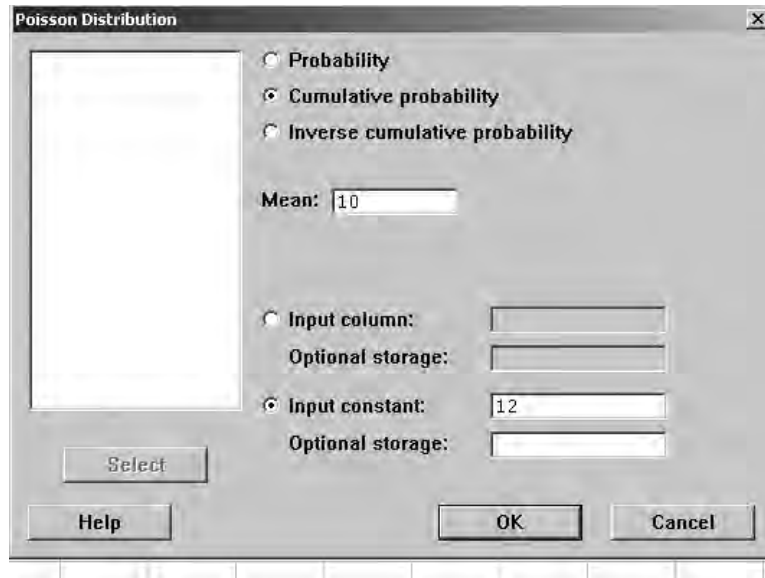 Poisson Distribution
Probability
Cumulative probability
Inverse cumulative probability
Mean: 10
Input column:
Optional storage:
Input constant: 12
Optional storage:
Select
Help OK Cancel